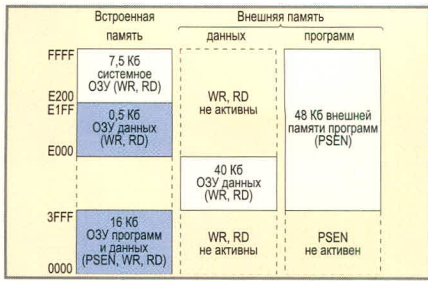 Встроенная
память
Внешняя память
данных
программ
FFFF
7,5 Кб
системное
ОЗУ (WR, RD)
E200
E1FF
0,5 Кб
ОЗУ данных
(WR, RD)
E000
WR, RD
не активны
48 Кб внешней
памяти программ
(PSEN)
40 Кб
ОЗУ данных
(WR, RD)
3FFF
16 Кб
ОЗУ программ
и данных
(PSEN, WR, RD)
WR, RD
не активны
PSEN
не активен
0000